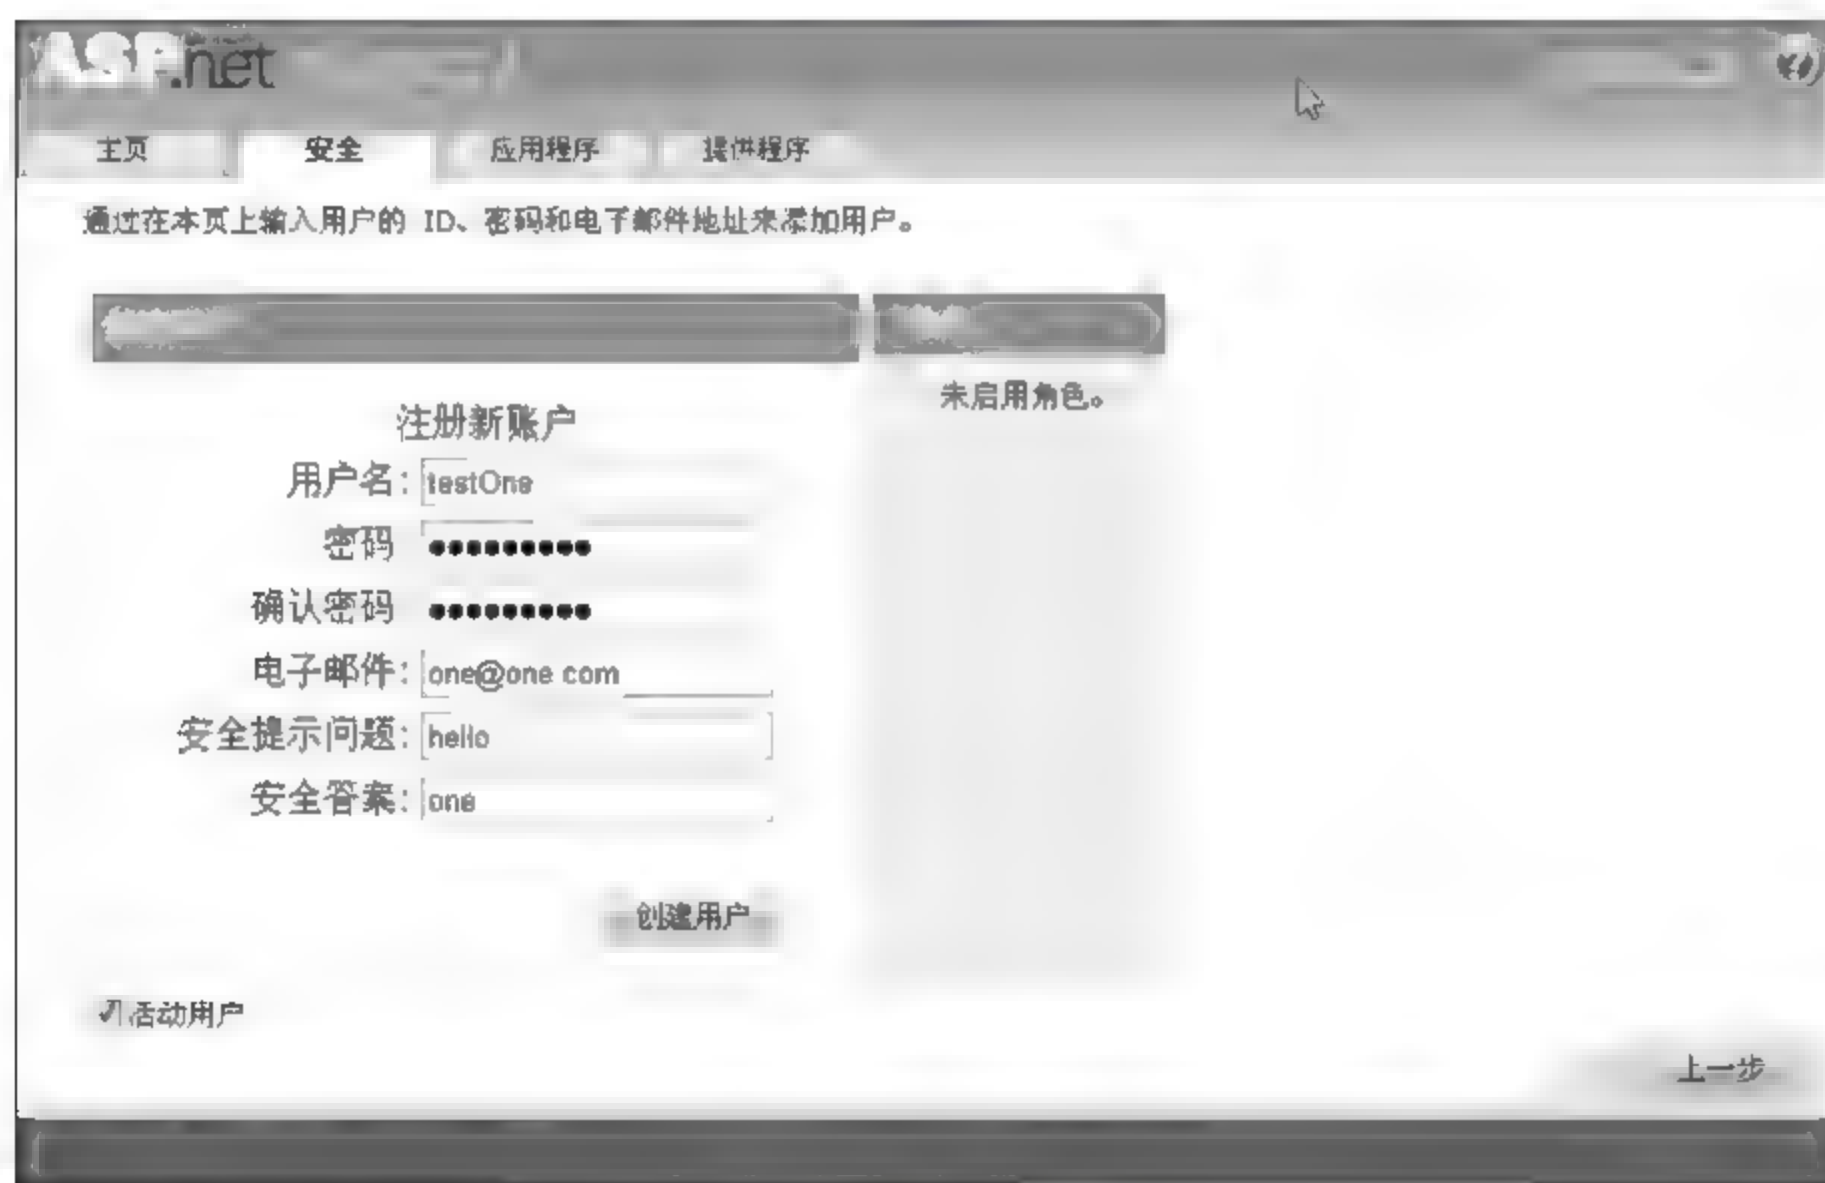 ASP.net
主页 安全 应用程序 提供程序
通过在本页上输入用户的 ID、密码和电子邮件地址来添加用户。
未启用角色。
注册新账户
用户名: testOne
密码 ●●●●●●●●●
确认密码 ●●●●●●●●●
电子邮件: one@one com
安全提示问题: hello
安全答案: one
创建用户
活动用户
上一步